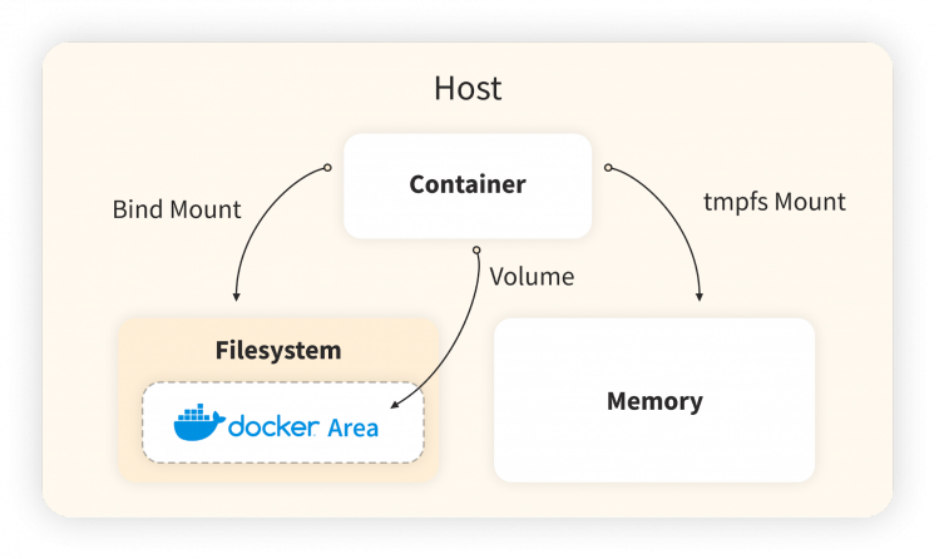 Host
Container
Bind Mount
tmpfs Mount
Volume
Filesystem
docker Area
Memory